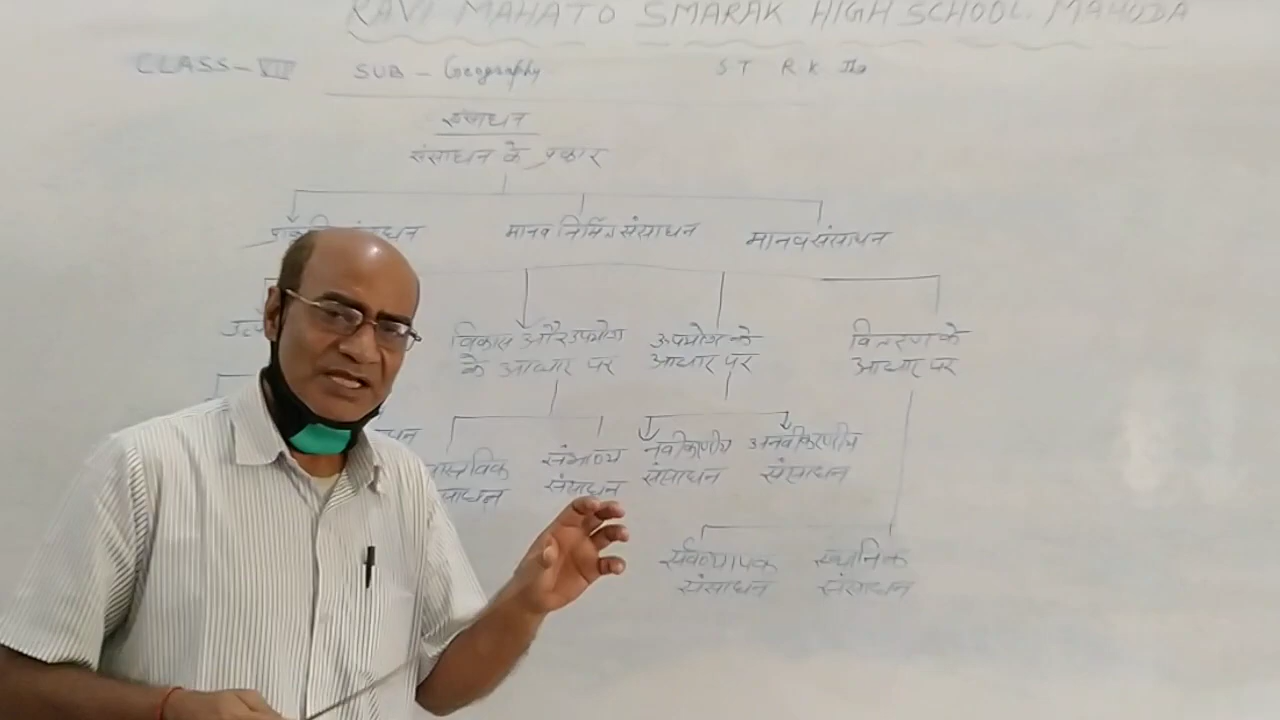 RAVI MAHATO SMARAK HIGH SCHOOL. MAHUDA
CLASS - VII SUB - Geography S T R K Jha
संसाधन
संसाधन के प्रकार
मानव निर्मित संसाधन मानव संसाधन
विकास और उपयोग
के आधार पर
उपयोग के
आधार पर
वितरण के
आधार पर
संभाव्य
संसाधन
नवीकरणीय
संसाधन
अनवीकरणीय
संसाधन
सर्वव्यापक
संसाधन
स्थानिक
संसाधन